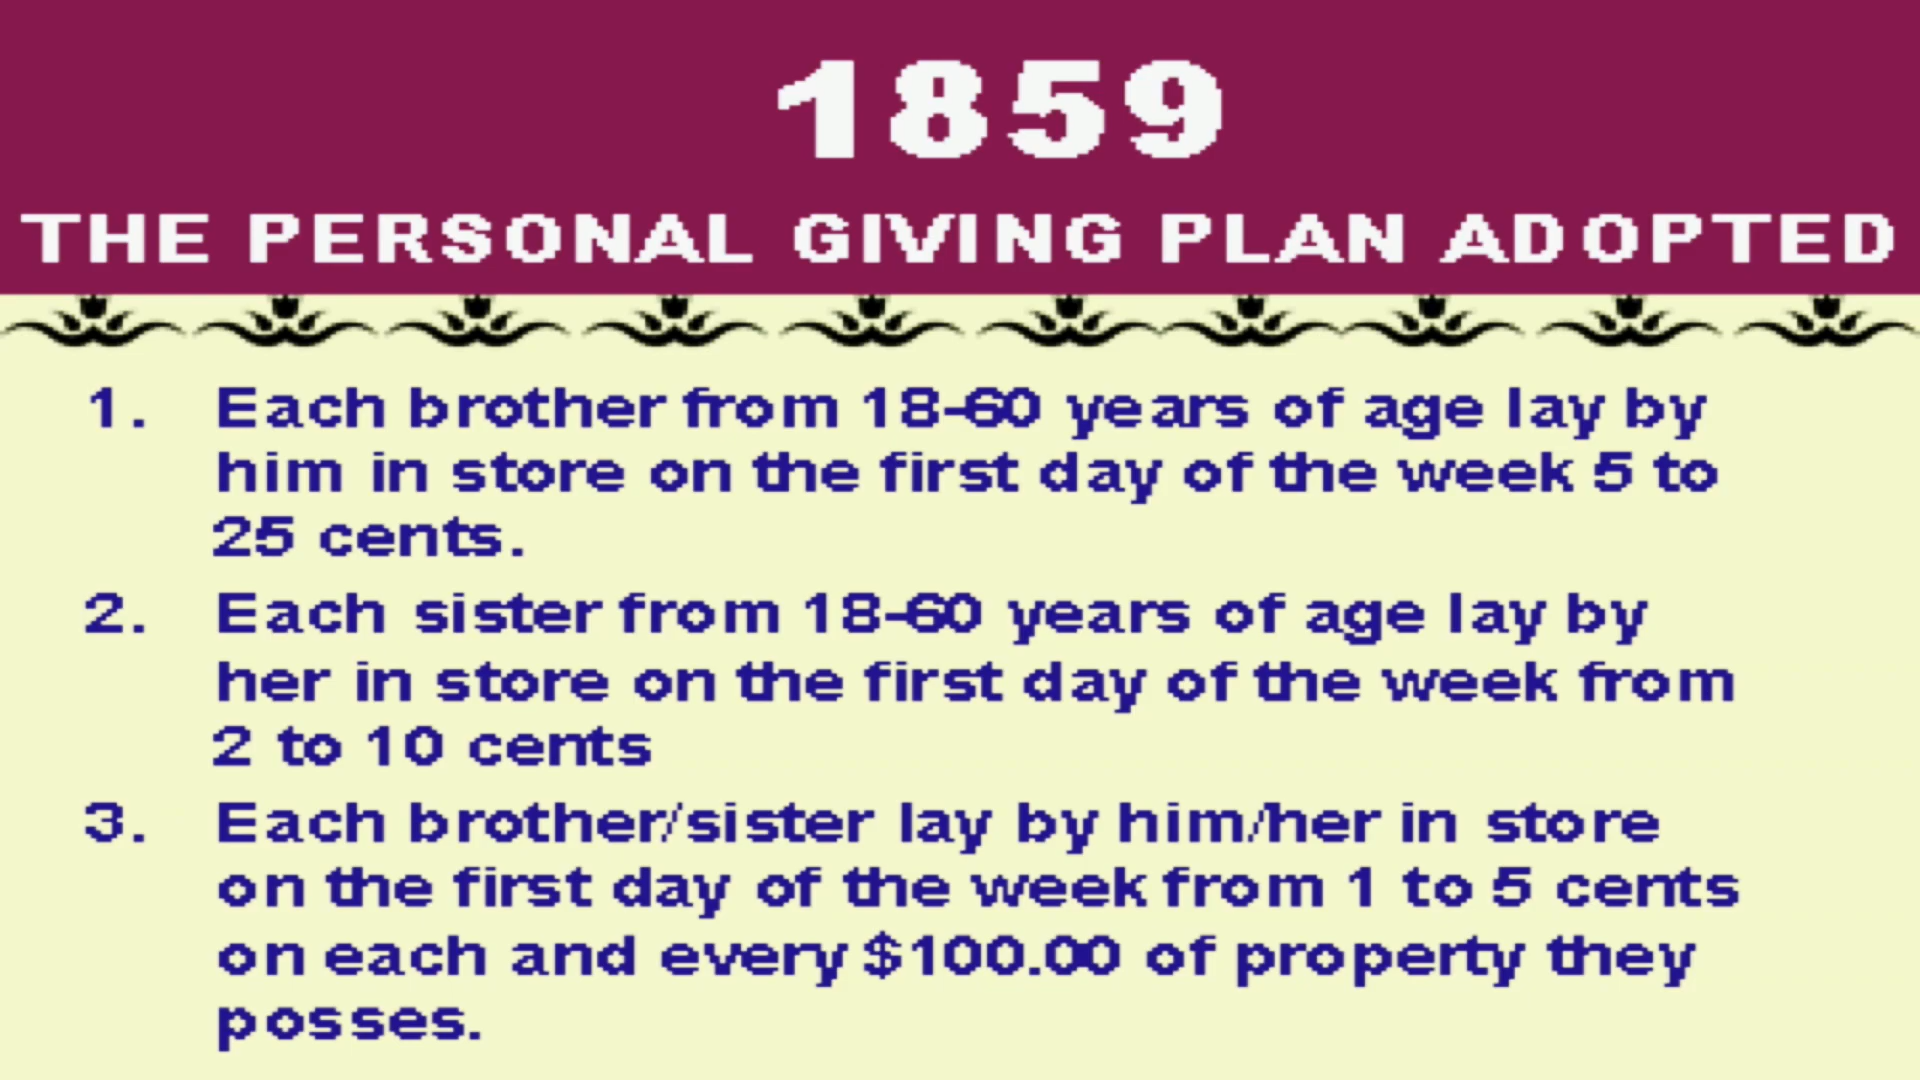 1859
THE PERSONAL GIVING PLAN ADOPTED
1. Each brother from 18-60 years of age lay by
him in store on the first day of the week 5 to
25 cents.
2. Each sister from 18-60 years of age lay by
her in store on the first day of the week from
2 to 10 cents
3. Each brother/sister lay by him/her in store
on the first day of the week from 1 to 5 cents
on each and every $100.00 of property they
posses.